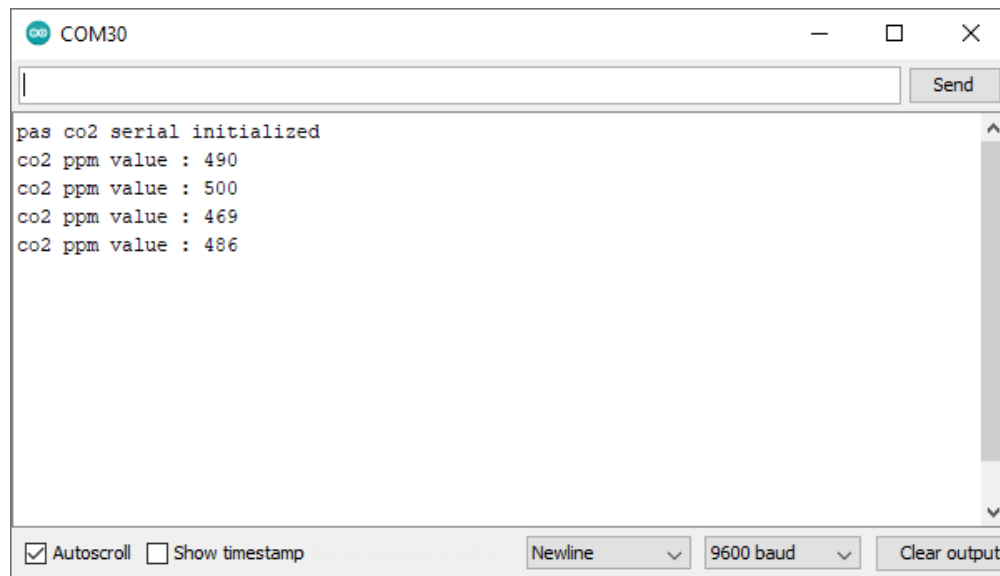 COM30
Send
pas co2 serial initialized
co2 ppm value : 490
co2 ppm value : 500
co2 ppm value : 469
co2 ppm value : 486
Autoscroll Show timestamp Newline 9600 baud Clear output